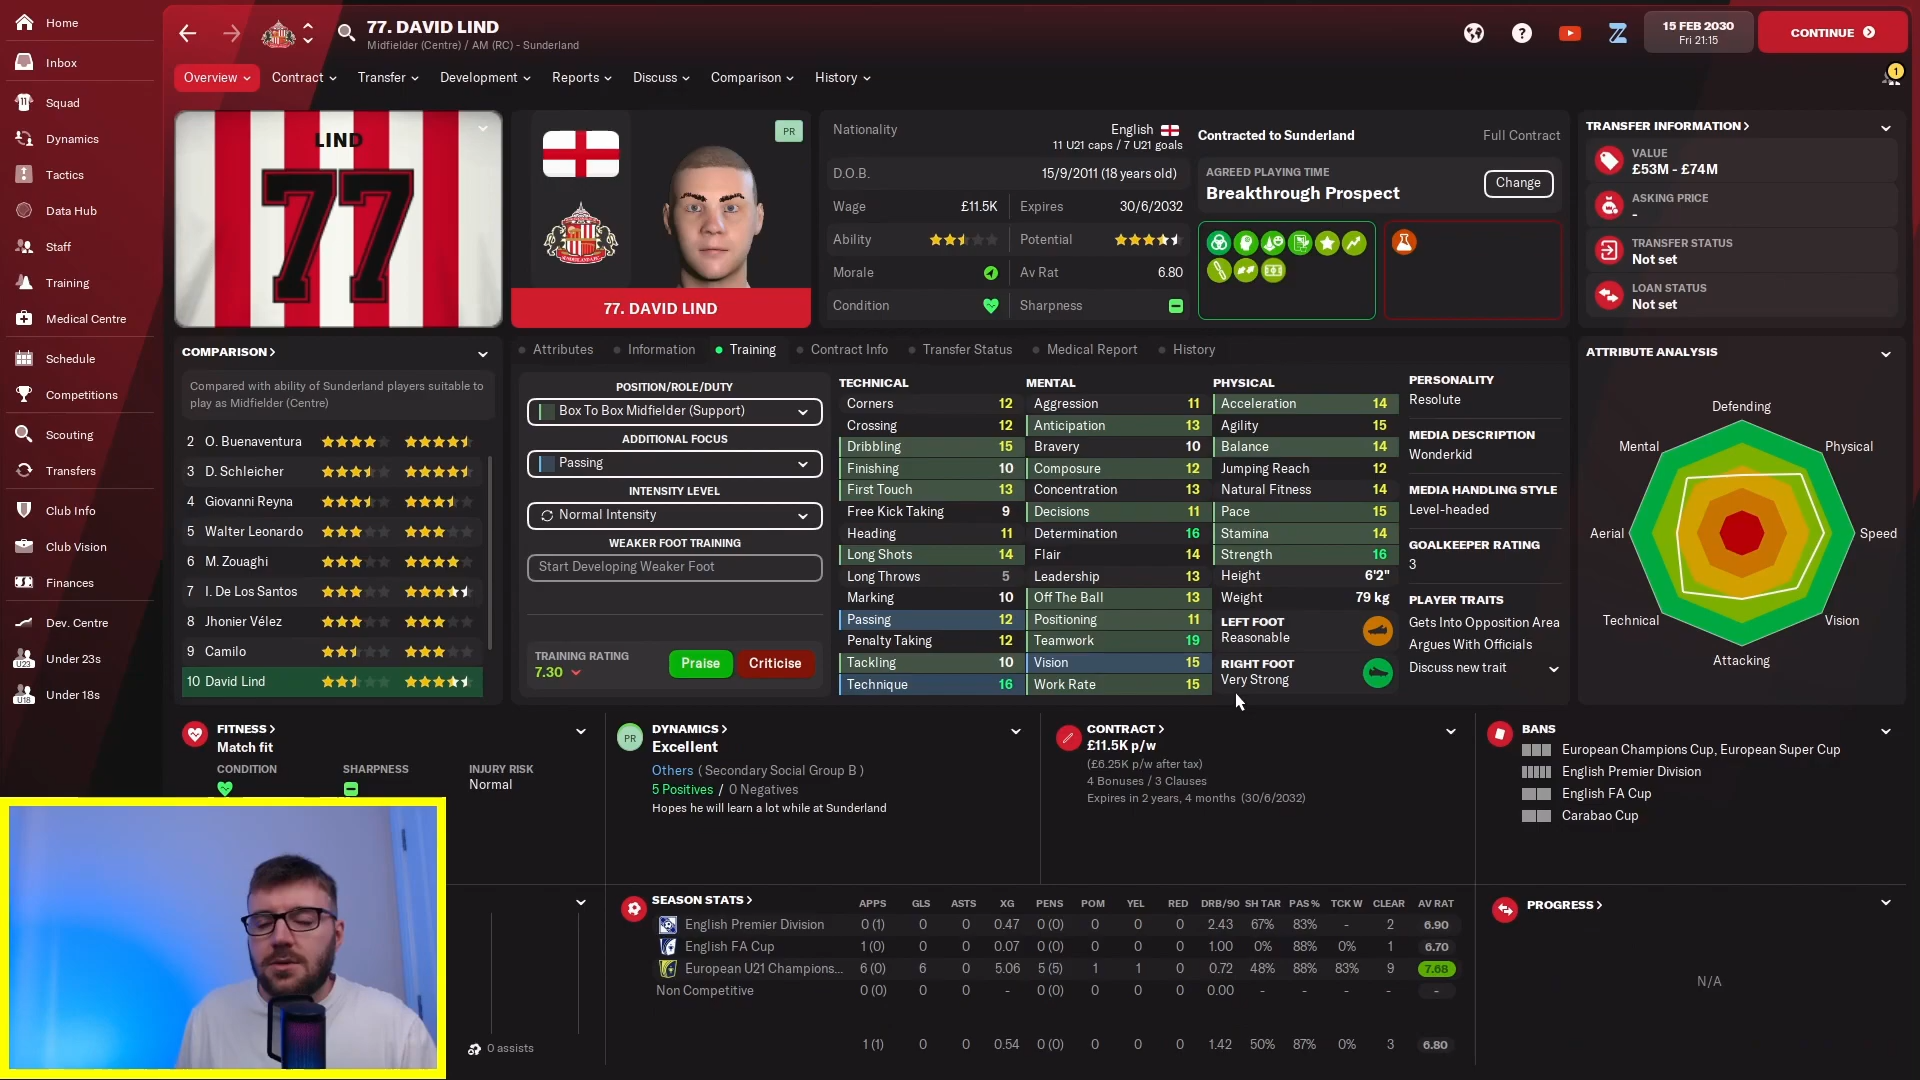 Home
Inbox
Squad
Dynamics
Tactics
Data Hub
Staff
Training
Medical Centre
Schedule
Competitions
Scouting
Transfers
Club Info
Club Vision
Finances
Dev. Centre
U23 Under 23s
U18 Under 18s
77. DAVID LIND
Midfielder (Centre) / AM (RC) - Sunderland
15 FEB 2030
Fri 21:15
CONTINUE
Overview Contract Transfer Development Reports Discuss Comparison History
1
LIND
77
PR
77. DAVID LIND
Nationality English
11 U21 caps / 7 U21 goals
D.O.B. 15/9/2011 (18 years old)
Wage £11.5K Expires 30/6/2032
Ability Potential
Morale Av Rat 6.80
Condition Sharpness
Contracted to Sunderland Full Contract
AGREED PLAYING TIME
Breakthrough Prospect Change
TRANSFER INFORMATION >
VALUE
£53M - £74M
ASKING PRICE
-
TRANSFER STATUS
Not set
LOAN STATUS
Not set
COMPARISON >
Compared with ability of Sunderland players suitable to
play as Midfielder (Centre)
2 O. Buenaventura
3 D. Schleicher
4 Giovanni Reyna
5 Walter Leonardo
6 M. Zouaghi
7 I. De Los Santos
8 Jhonier Vélez
9 Camilo
10 David Lind
Attributes Information Training Contract Info Transfer Status Medical Report History
POSITION/ROLE/DUTY
Box To Box Midfielder (Support)
ADDITIONAL FOCUS
Passing
INTENSITY LEVEL
Normal Intensity
WEAKER FOOT TRAINING
Start Developing Weaker Foot
TRAINING RATING
7.30
Praise Criticise
TECHNICAL
Corners 12
Crossing 12
Dribbling 15
Finishing 10
First Touch 13
Free Kick Taking 9
Heading 11
Long Shots 14
Long Throws 5
Marking 10
Passing 12
Penalty Taking 12
Tackling 10
Technique 16
MENTAL
Aggression 11
Anticipation 13
Bravery 10
Composure 12
Concentration 13
Decisions 11
Determination 16
Flair 14
Leadership 13
Off The Ball 13
Positioning 11
Teamwork 19
Vision 15
Work Rate 15
PHYSICAL
Acceleration 14
Agility 15
Balance 14
Jumping Reach 12
Natural Fitness 14
Pace 15
Stamina 14
Strength 16
Height 6'2"
Weight 79 kg
LEFT FOOT
Reasonable
RIGHT FOOT
Very Strong
PERSONALITY
Resolute
MEDIA DESCRIPTION
Wonderkid
MEDIA HANDLING STYLE
Level-headed
GOALKEEPER RATING
3
PLAYER TRAITS
Gets Into Opposition Area
Argues With Officials
Discuss new trait
ATTRIBUTE ANALYSIS
Defending
Mental Physical
Aerial Speed
Technical Vision
Attacking
FITNESS >
Match fit
CONDITION SHARPNESS INJURY RISK
Normal
PR DYNAMICS >
Excellent
Others ( Secondary Social Group B )
5 Positives / 0 Negatives
Hopes he will learn a lot while at Sunderland
CONTRACT >
£11.5K p/w
(£6.25K p/w after tax)
4 Bonuses / 3 Clauses
Expires in 2 years, 4 months (30/6/2032)
BANS
European Champions Cup, European Super Cup
English Premier Division
English FA Cup
Carabao Cup
0 assists
SEASON STATS > APPS GLS ASTS XG PENS POM YEL RED DRB/90 SH TAR PAS % TCK W CLEAR AV RAT
English Premier Division 0 (1) 0 0 0.47 0 (0) 0 0 0 2.43 67% 83% - 2 6.90
English FA Cup 1 (0) 0 0 0.07 0 (0) 0 0 0 1.00 0% 88% 0% 1 6.70
European U21 Champions... 6 (0) 6 0 5.06 5 (5) 1 1 0 0.72 48% 88% 83% 9 7.68
Non Competitive 0 (0) 0 0 - 0 (0) 0 0 0 0.00 - - - - -
1 (1) 0 0 0.54 0 (0) 0 0 0 1.42 50% 87% 0% 3 6.80
PROGRESS >
N/A